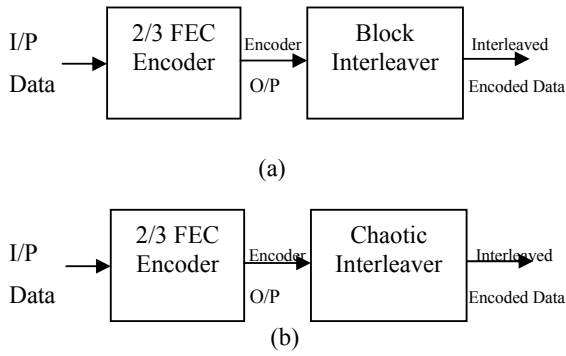 I/P
Data
2/3 FEC
Encoder
Encoder
O/P
Block
Interleaver
Interleaved
Encoded Data
(a)
I/P
Data
2/3 FEC
Encoder
Encoder
O/P
Chaotic
Interleaver
Interleaved
Encoded Data
(b)